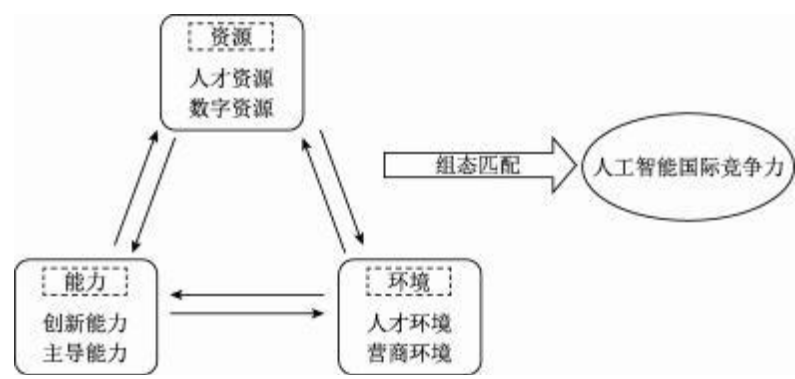 资源
人才资源
数字资源
组态匹配
人工智能国际竞争力
能力
创新能力
主导能力
环境
人才环境
营商环境